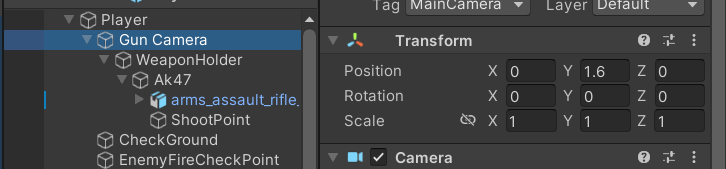 Player
Gun Camera
WeaponHolder
Ak47
arms_assault_rifle_
ShootPoint
CheckGround
EnemyFireCheckPoint
Tag MainCamera Layer Default
Transform
Position X 0 Y 1.6 Z 0
Rotation X 0 Y 0 Z 0
Scale X 1 Y 1 Z 1
Camera